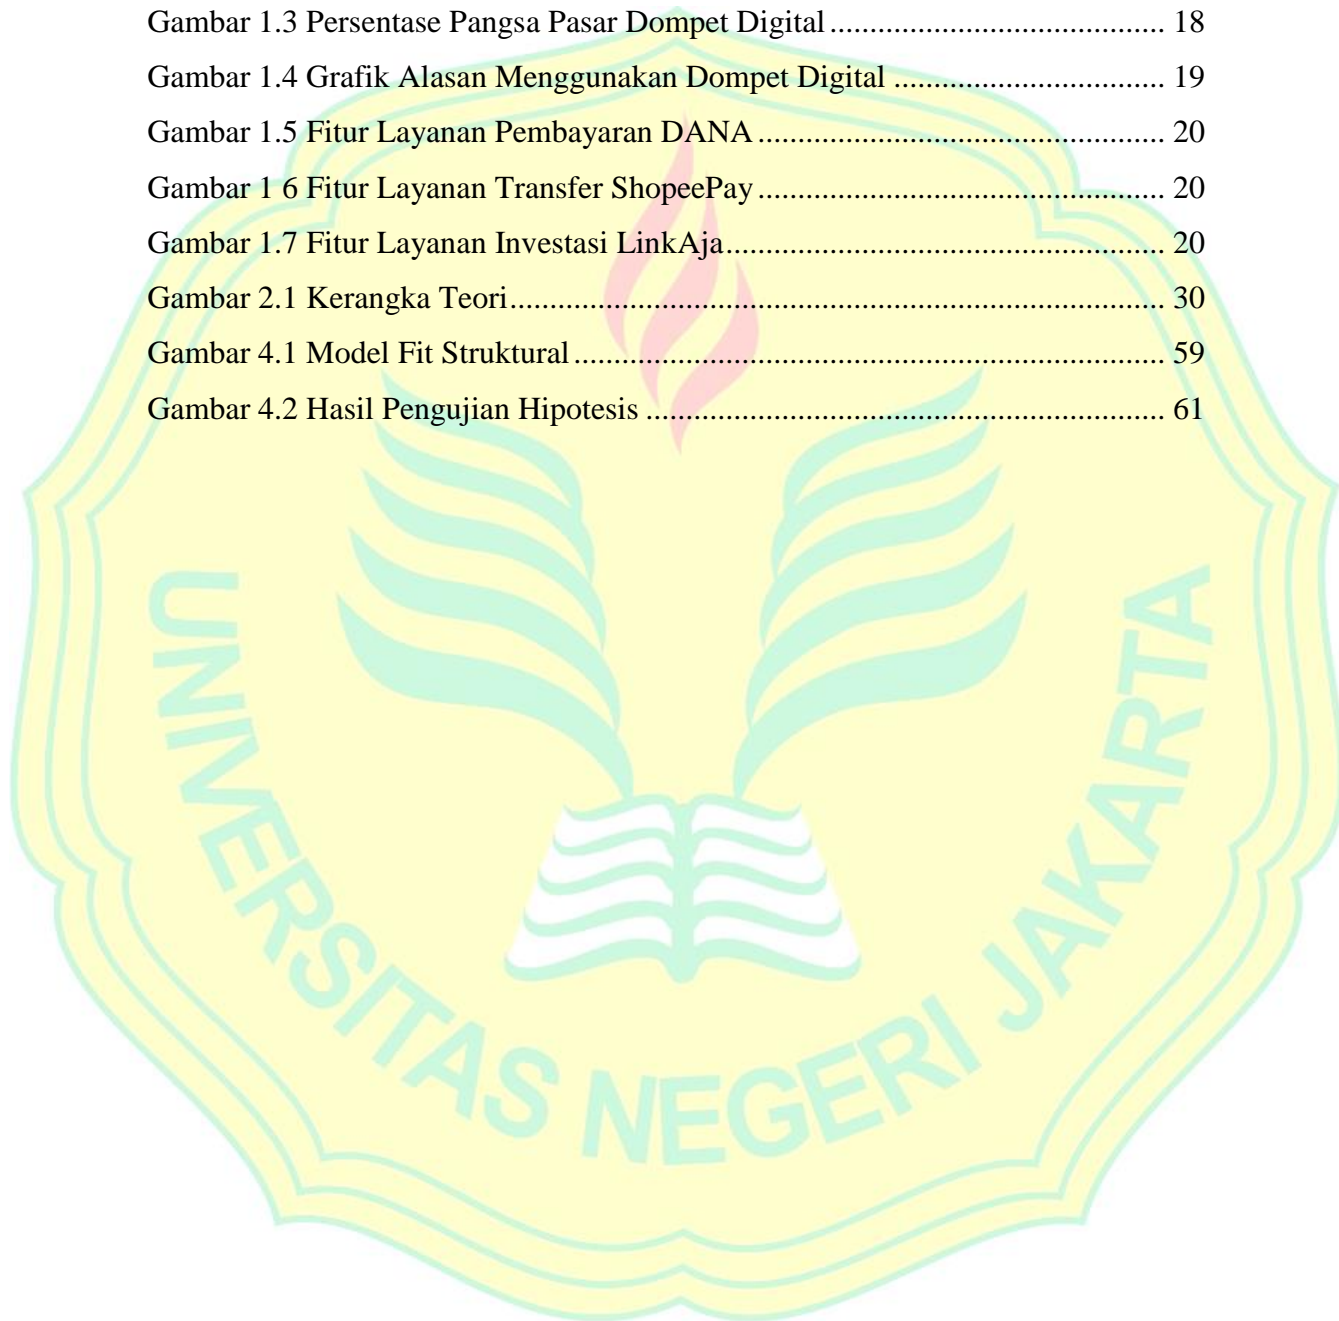 Gambar 1.3 Persentase Pangsa Pasar Dompet Digital .......................................... 18
Gambar 1.4 Grafik Alasan Menggunakan Dompet Digital .................................. 19
Gambar 1.5 Fitur Layanan Pembayaran DANA ................................................... 20
Gambar 1 6 Fitur Layanan Transfer ShopeePay ................................................... 20
Gambar 1.7 Fitur Layanan Investasi LinkAja....................................................... 20
Gambar 2.1 Kerangka Teori.................................................................................. 30
Gambar 4.1 Model Fit Struktural .......................................................................... 59
Gambar 4.2 Hasil Pengujian Hipotesis ................................................................. 61
UNIVERSITAS NEGERI JAKARTA